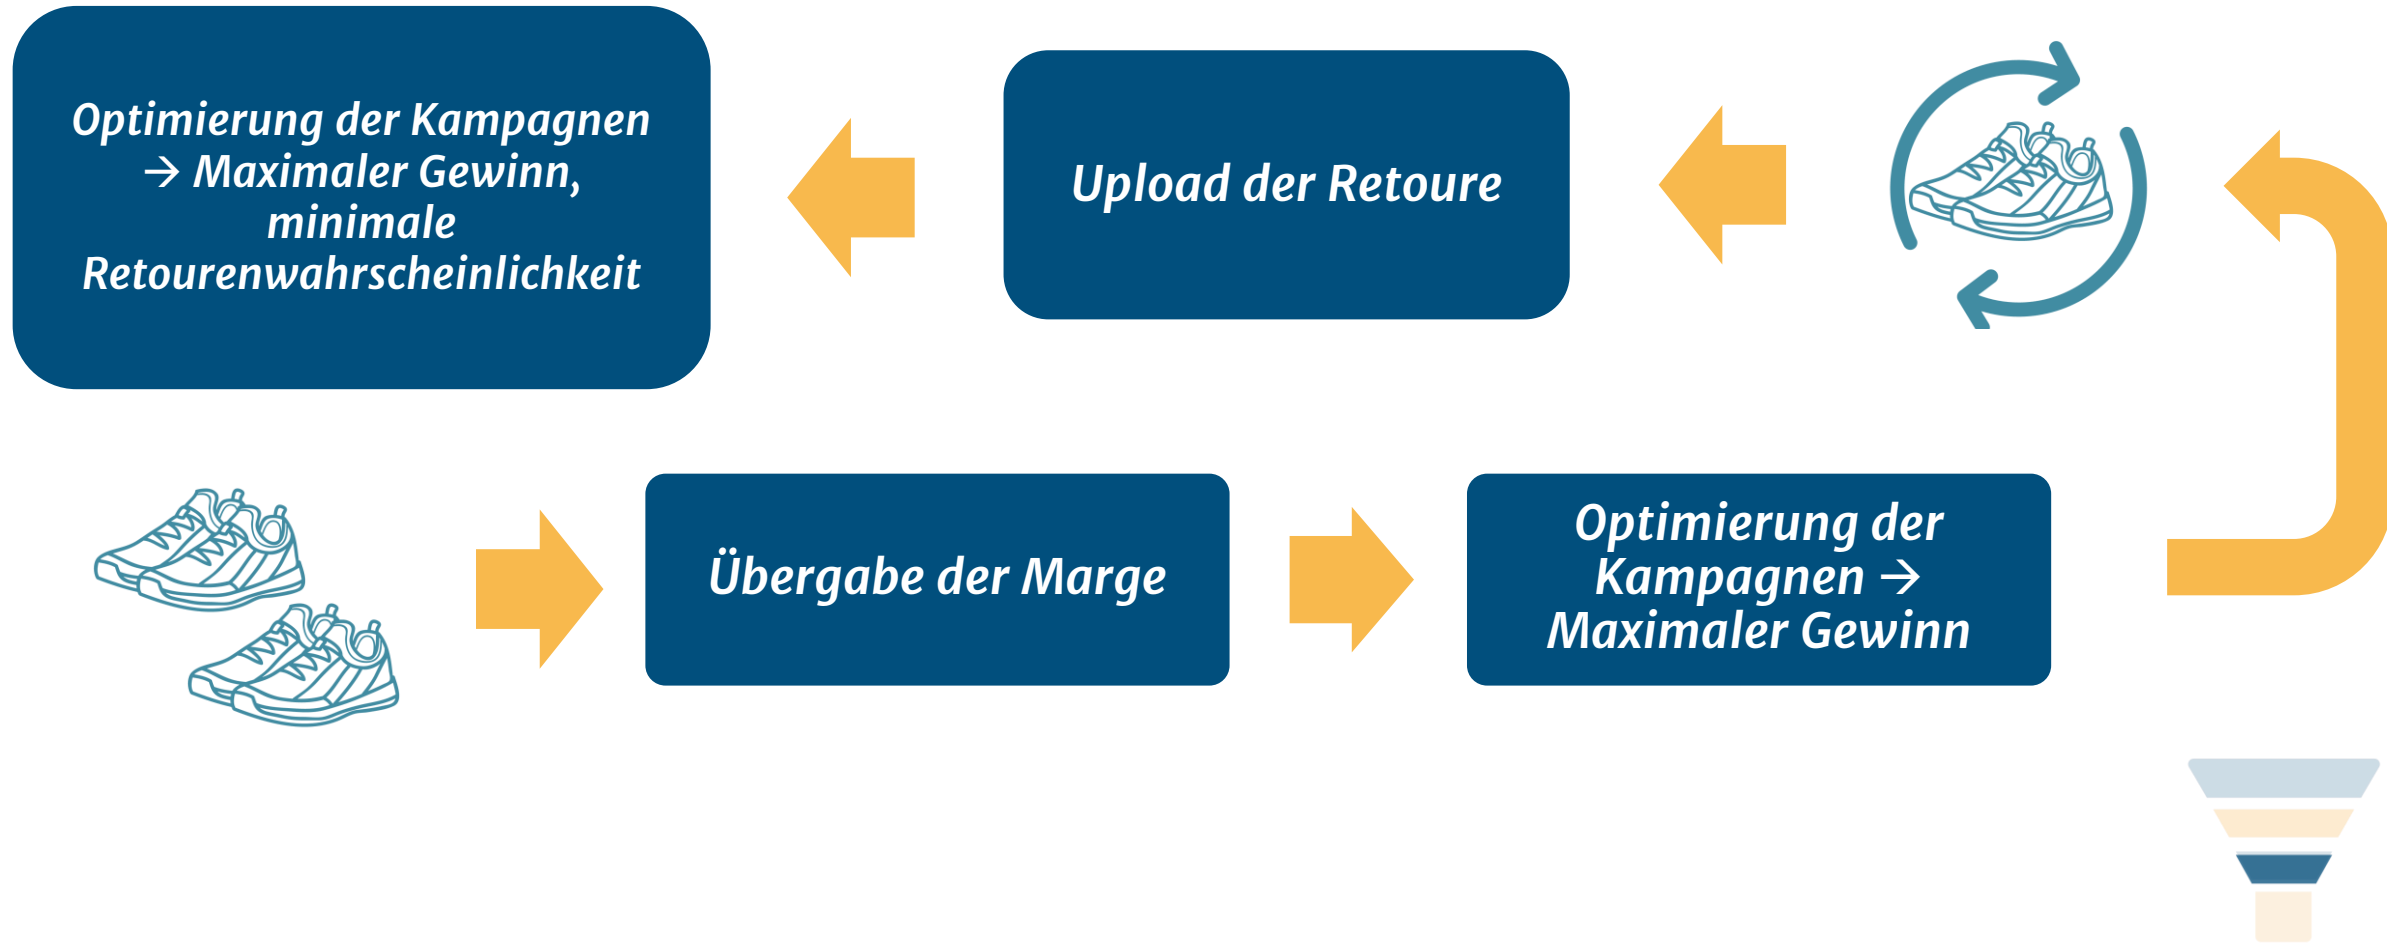 Optimierung der Kampagnen
→ Maximaler Gewinn,
minimale
Retourenwahrscheinlichkeit
Upload der Retoure
Übergabe der Marge
Optimierung der
Kampagnen →
Maximaler Gewinn